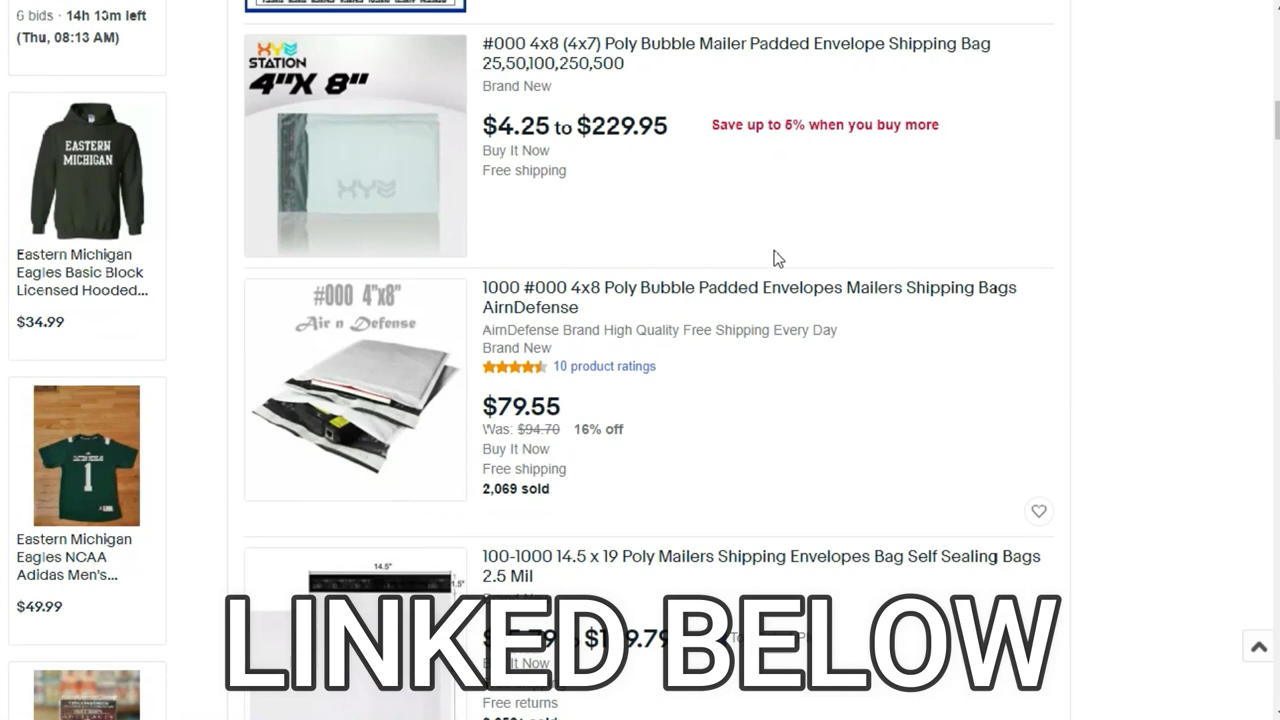 6 bids · 14h 13m left
(Thu, 08:13 AM)
EASTERN
MICHIGAN
Eastern Michigan
Eagles Basic Block
Licensed Hooded...
$34.99
1
Eastern Michigan
Eagles NCAA
Adidas Men's...
$49.99
XYZ
STATION
4"X 8"
#000 4x8 (4x7) Poly Bubble Mailer Padded Envelope Shipping Bag
25,50,100,250,500
Brand New
$4.25 to $229.95
Save up to 5% when you buy more
Buy It Now
Free shipping
#000 4"x8"
Air n Defense
1000 #000 4x8 Poly Bubble Padded Envelopes Mailers Shipping Bags
AirnDefense
AirnDefense Brand High Quality Free Shipping Every Day
Brand New
10 product ratings
$79.55
Was: $94.70 16% off
Buy It Now
Free shipping
2,069 sold
14.5"
100-1000 14.5 x 19 Poly Mailers Shipping Envelopes Bag Self Sealing Bags
2.5 Mil
LINKED BELOW
Free returns